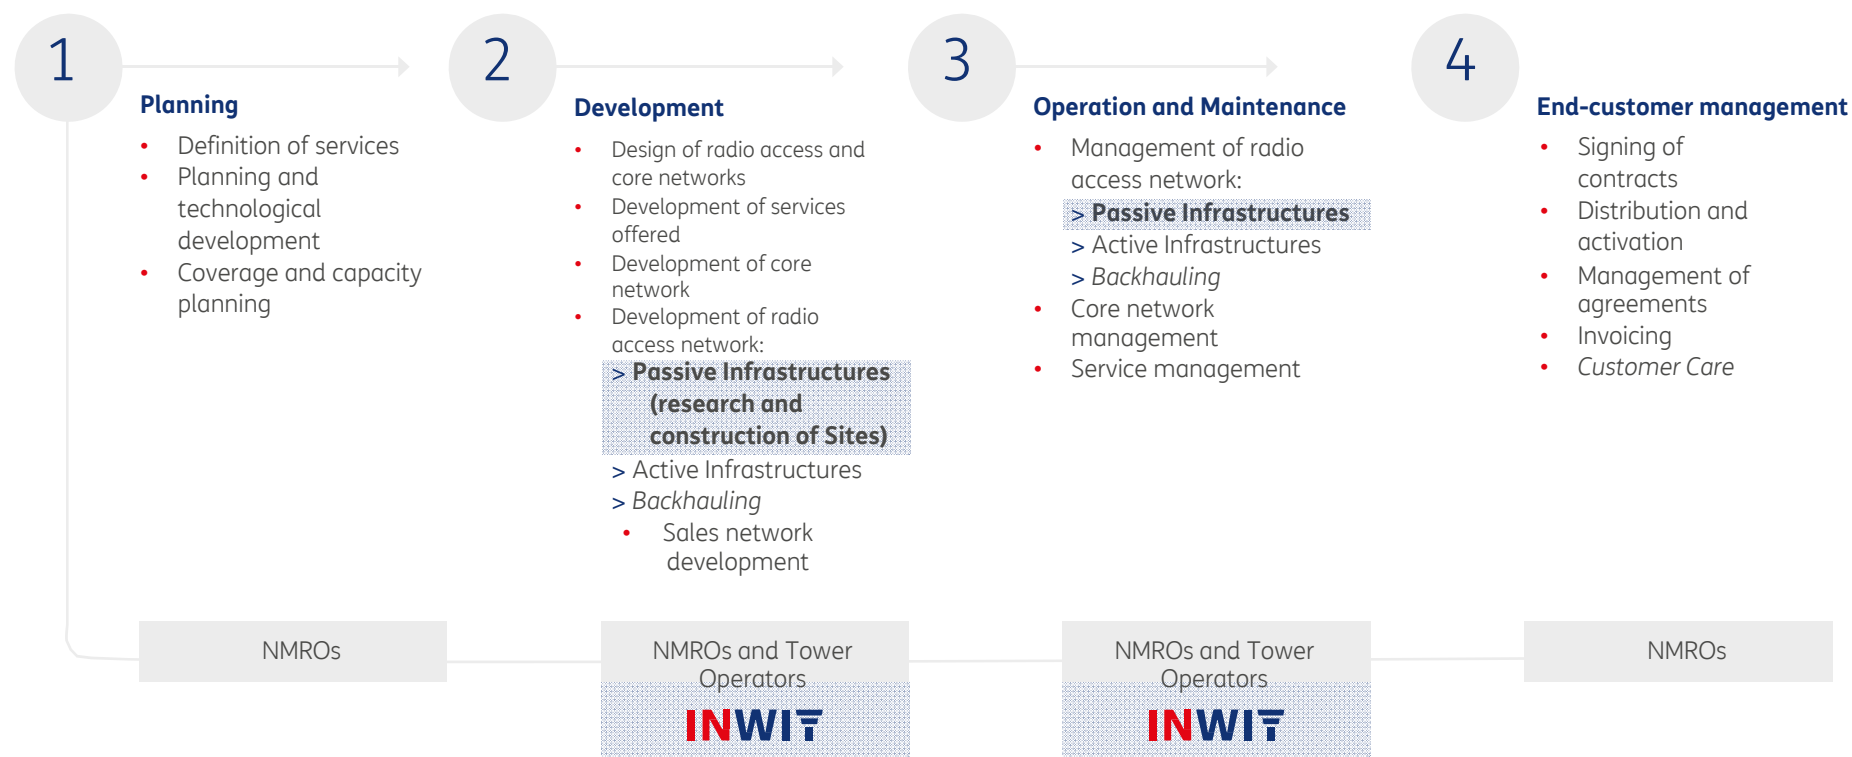 1
Planning
• Definition of services
• Planning and
technological
development
• Coverage and capacity
planning
NMROs
2
Development
• Design of radio access and
core networks
• Development of services
offered
• Development of core
network
• Development of radio
access network:
> Passive Infrastructures
(research and
construction of Sites)
> Active Infrastructures
> Backhauling
• Sales network
development
NMROs and Tower
Operators
INWIT
3
Operation and Maintenance
• Management of radio
access network:
> Passive Infrastructures
> Active Infrastructures
> Backhauling
• Core network
management
• Service management
NMROs and Tower
Operators
INWIT
4
End-customer management
• Signing of
contracts
• Distribution and
activation
• Management of
agreements
• Invoicing
• Customer Care
NMROs